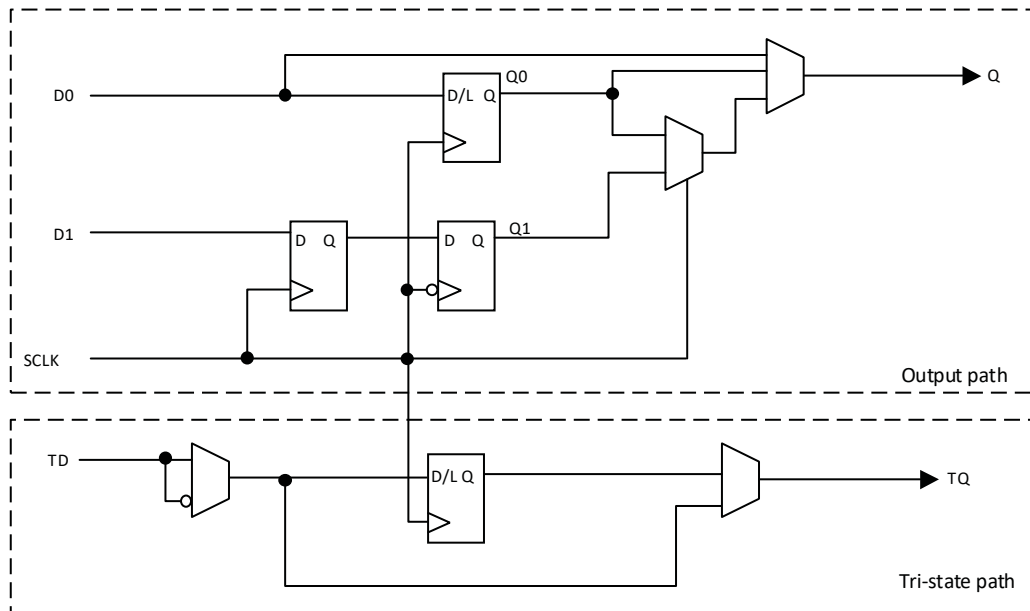 Q0
Q
D0
D/L Q
D1
D Q
D Q
Q1
SCLK
Output path
TD
D/L Q
TQ
Tri-state path